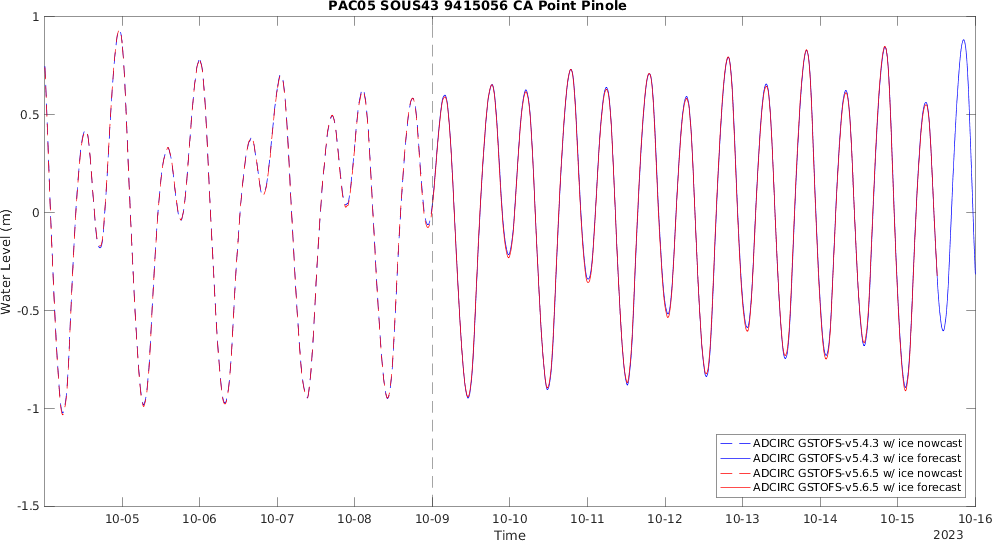 PAC05 SOUS43 9415056 CA Point Pinole
1
0.5
0
-0.5
-1
-1.5
Water Level (m)
10-05 10-06 10-07 10-08 10-09 10-10 10-11 10-12 10-13 10-14 10-15 10-16
Time
2023
ADCIRC GSTOFS-v5.4.3 w/ ice nowcast
ADCIRC GSTOFS-v5.4.3 w/ ice forecast
ADCIRC GSTOFS-v5.6.5 w/ ice nowcast
ADCIRC GSTOFS-v5.6.5 w/ ice forecast